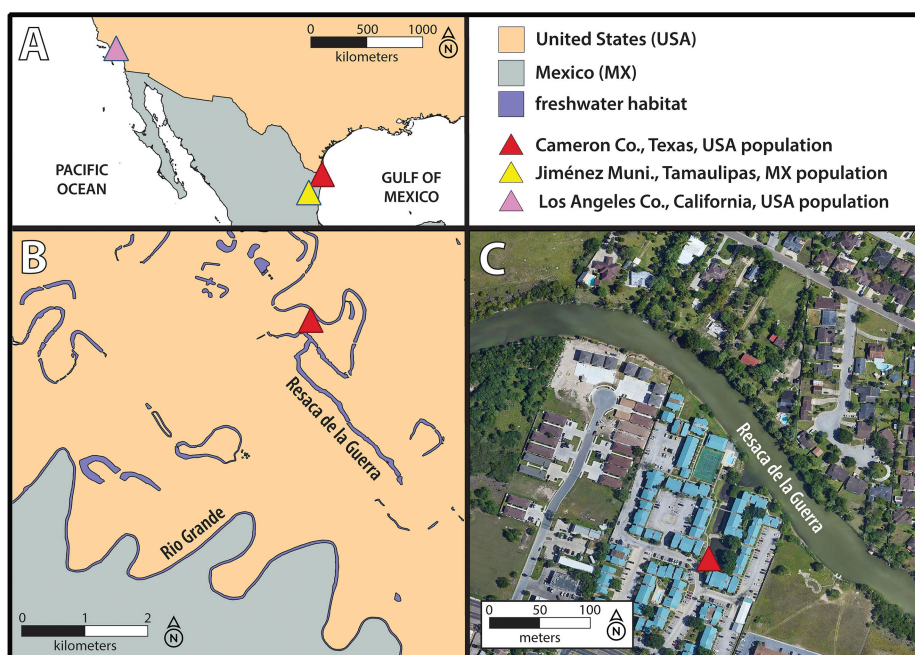 A
0 500 1000
kilometers
N
PACIFIC
OCEAN
GULF OF
MEXICO
United States (USA)
Mexico (MX)
freshwater habitat
Cameron Co., Texas, USA population
Jiménez Muni., Tamaulipas, MX population
Los Angeles Co., California, USA population
B
Resaca de la Guerra
Rio Grande
0 1 2
kilometers
N
C
Resaca de la Guerra
0 50 100
meters
N